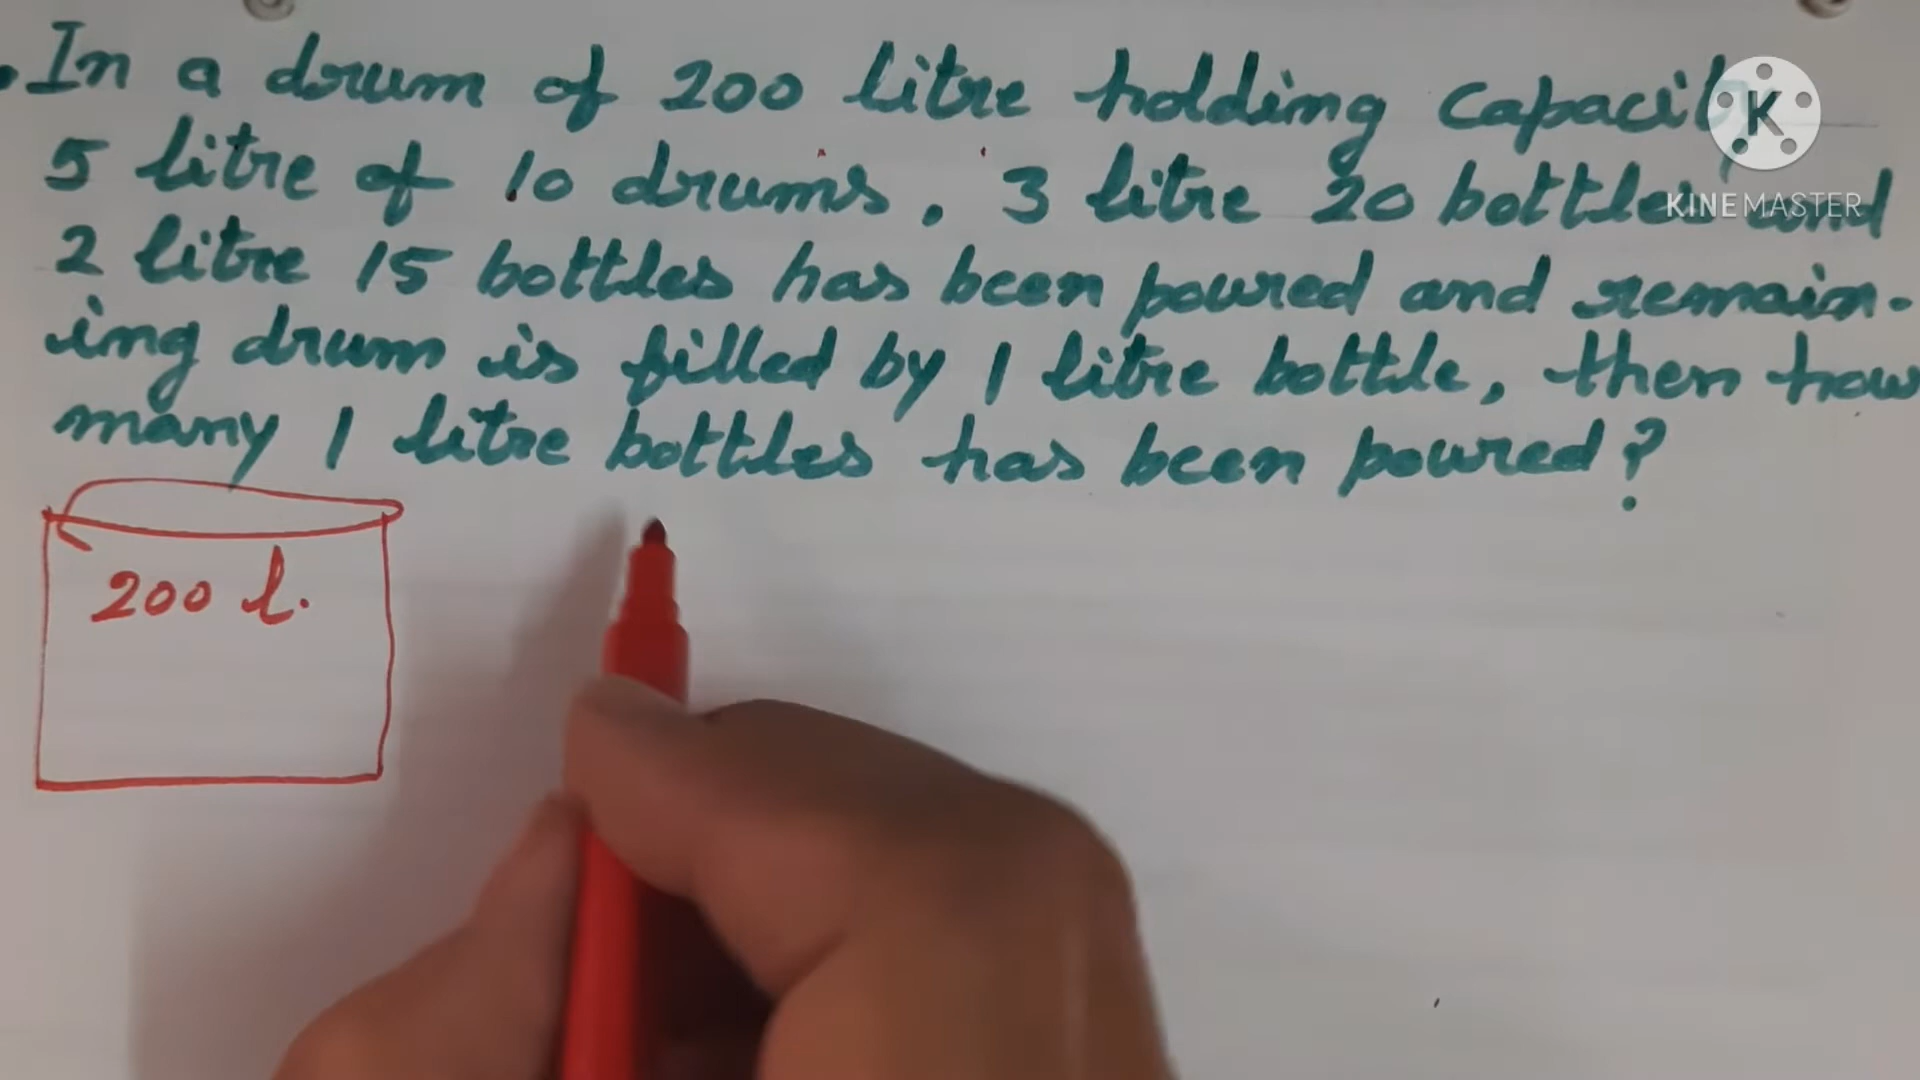 In a drum of 200 litre holding capacity
5 litre of 10 drums, 3 litre 20 bottles and
2 litre 15 bottles has been poured and remain-
ing drum is filled by 1 litre bottle, then how
many 1 litre bottles has been poured?
200 l.
K
KINEMASTER